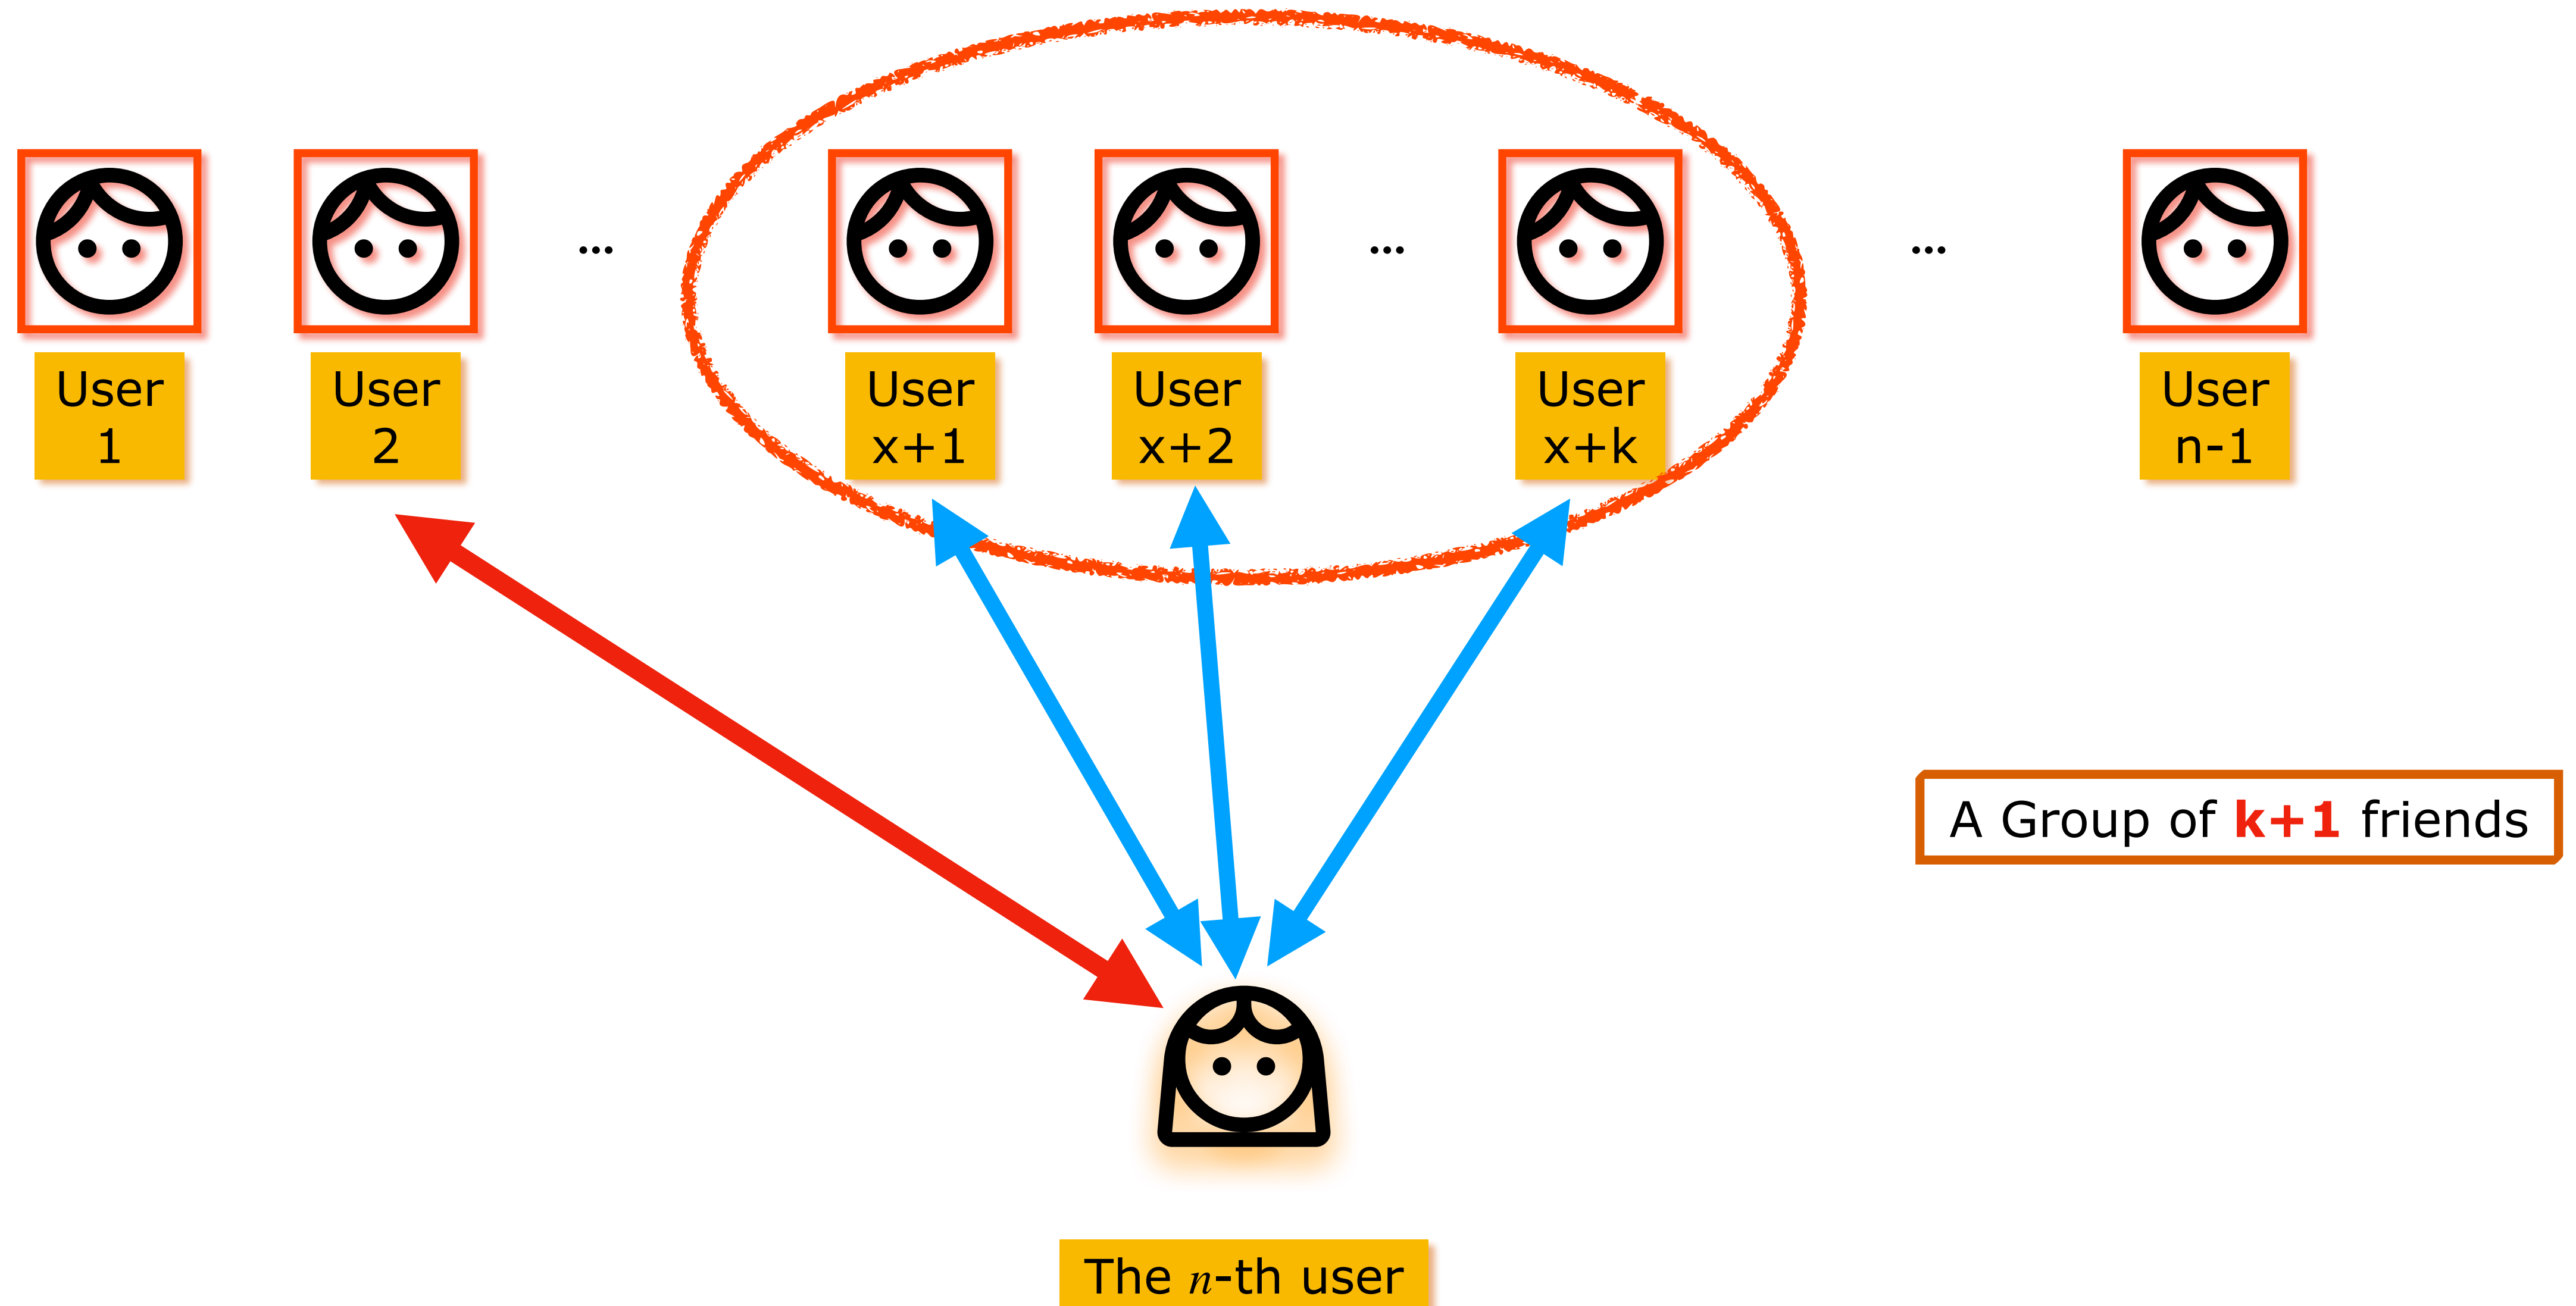 ...
...
...
User
1
User
2
User
x+1
User
x+2
User
x+k
User
n-1
A Group of k+1 friends
The n-th user